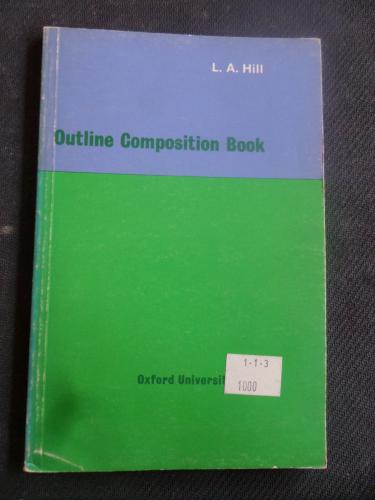 L. A. Hill
Outline Composition Book
1-1-3
1000
Oxford Universit